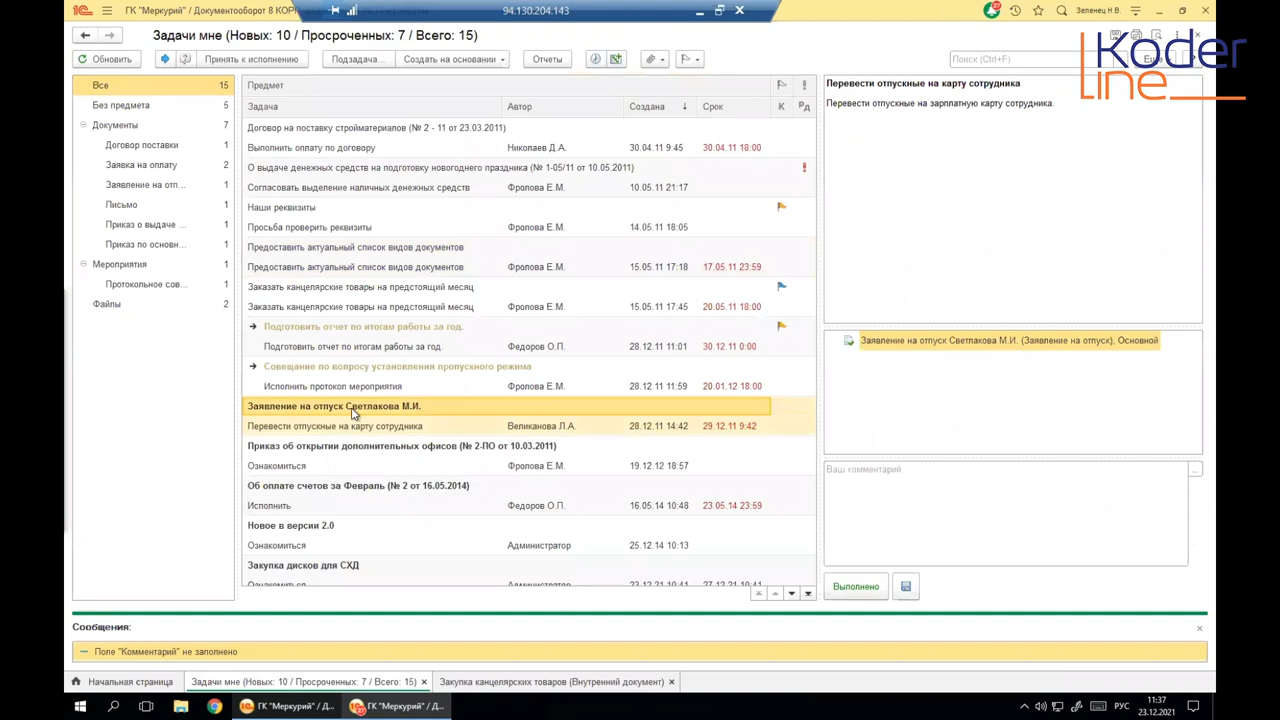 ГК "Меркурий" / Документооборот 8 КОРП
94.130.204.143
27
Зеленец Н.В.
Koder
line
Задачи мне (Новых: 10 / Просроченных: 7 / Всего: 15)
Обновить
Принять к исполнению
Подзадача...
Создать на основании
Отчеты
Поиск (Ctrl+F)
Еще
Все 15
Без предмета 5
Документы 7
Договор поставки 1
Заявка на оплату 2
Заявление на отп... 1
Письмо 1
Приказ о выдаче ... 1
Приказ по основн... 1
Мероприятия 1
Протокольное сов... 1
Файлы 2
Предмет
Задача Автор Создана Срок К Рд
Договор на поставку стройматериалов (№ 2 - 11 от 23.03.2011)
Выполнить оплату по договору Николаев Д.А. 30.04.11 9:45 30.04.11 18:00
О выдаче денежных средств на подготовку новогоднего праздника (№ 1-05/11 от 10.05.2011)
Согласовать выделение наличных денежных средств Фролова Е.М. 10.05.11 21:17
Наши реквизиты
Просьба проверить реквизиты Фролова Е.М. 14.05.11 18:05
Предоставить актуальный список видов документов
Предоставить актуальный список видов документов Фролова Е.М. 15.05.11 17:18 17.05.11 23:59
Заказать канцелярские товары на предстоящий месяц
Заказать канцелярские товары на предстоящий месяц Фролова Е.М. 15.05.11 17:45 20.05.11 18:00
Подготовить отчет по итогам работы за год.
Подготовить отчет по итогам работы за год. Федоров О.П. 28.12.11 11:01 30.12.11 0:00
Совещание по вопросу установления пропускного режима
Исполнить протокол мероприятия Фролова Е.М. 28.12.11 11:59 20.01.12 18:00
Заявление на отпуск Светлакова М.И.
Перевести отпускные на карту сотрудника Великанова Л.А. 28.12.11 14:42 29.12.11 9:42
Приказ об открытии дополнительных офисов (№ 2-ПО от 10.03.2011)
Ознакомиться Фролова Е.М. 19.12.12 18:57
Об оплате счетов за Февраль (№ 2 от 16.05.2014)
Исполнить Федоров О.П. 16.05.14 10:48 23.05.14 23:59
Новое в версии 2.0
Ознакомиться Администратор 25.12.14 10:13
Закупка дисков для СХД
Ознакомиться Администратор 23.12.21 10:41 27.12.21 10:41
Перевести отпускные на карту сотрудника
Перевести отпускные на зарплатную карту сотрудника.
Заявление на отпуск Светлакова М.И. (Заявление на отпуск), Основной
Ваш комментарий
...
Выполнено
Сообщения:
Поле "Комментарий" не заполнено
Начальная страница
Задачи мне (Новых: 10 / Просроченных: 7 / Всего: 15)
Закупка канцелярских товаров (Внутренний документ)
ГК "Меркурий" / Д...
ГК "Меркурий" / Д...
РУС
11:37
23.12.2021